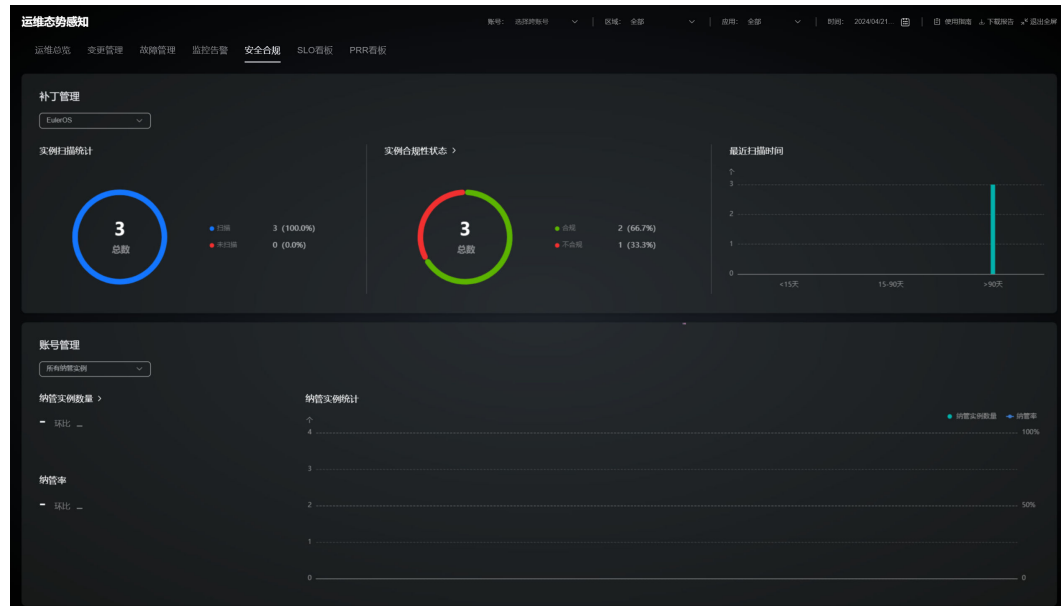 运维态势感知 账号: 选择跨账号 区域: 全部 应用: 全部 时间: 2024/04/21... 使用指南 下载报告 退出全屏
运维总览 变更管理 故障管理 监控告警 安全合规 SLO看板 PRR看板
补丁管理
EulerOS
实例扫描统计
3
总数
扫描 3 (100.0%)
未扫描 0 (0.0%)
实例合规性状态 >
3
总数
合规 2 (66.7%)
不合规 1 (33.3%)
最近扫描时间
个
3
2
1
0
<15天 15-90天 >90天
账号管理
所有纳管实例
纳管实例数量 >
- 环比 --
纳管率
- 环比 --
纳管实例统计
纳管实例数量 纳管率
个
4 100%
3
2 50%
1
0 0